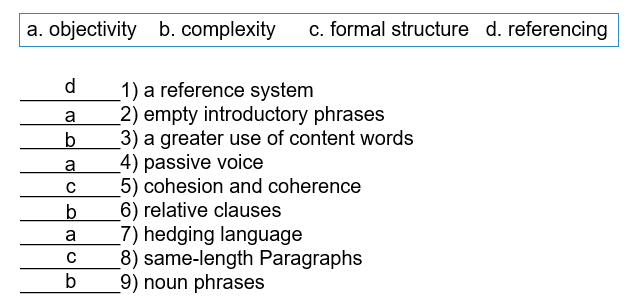 a. objectivity b. complexity c. formal structure d. referencing
d 1) a reference system
a 2) empty introductory phrases
b 3) a greater use of content words
a 4) passive voice
c 5) cohesion and coherence
b 6) relative clauses
a 7) hedging language
c 8) same-length Paragraphs
b 9) noun phrases